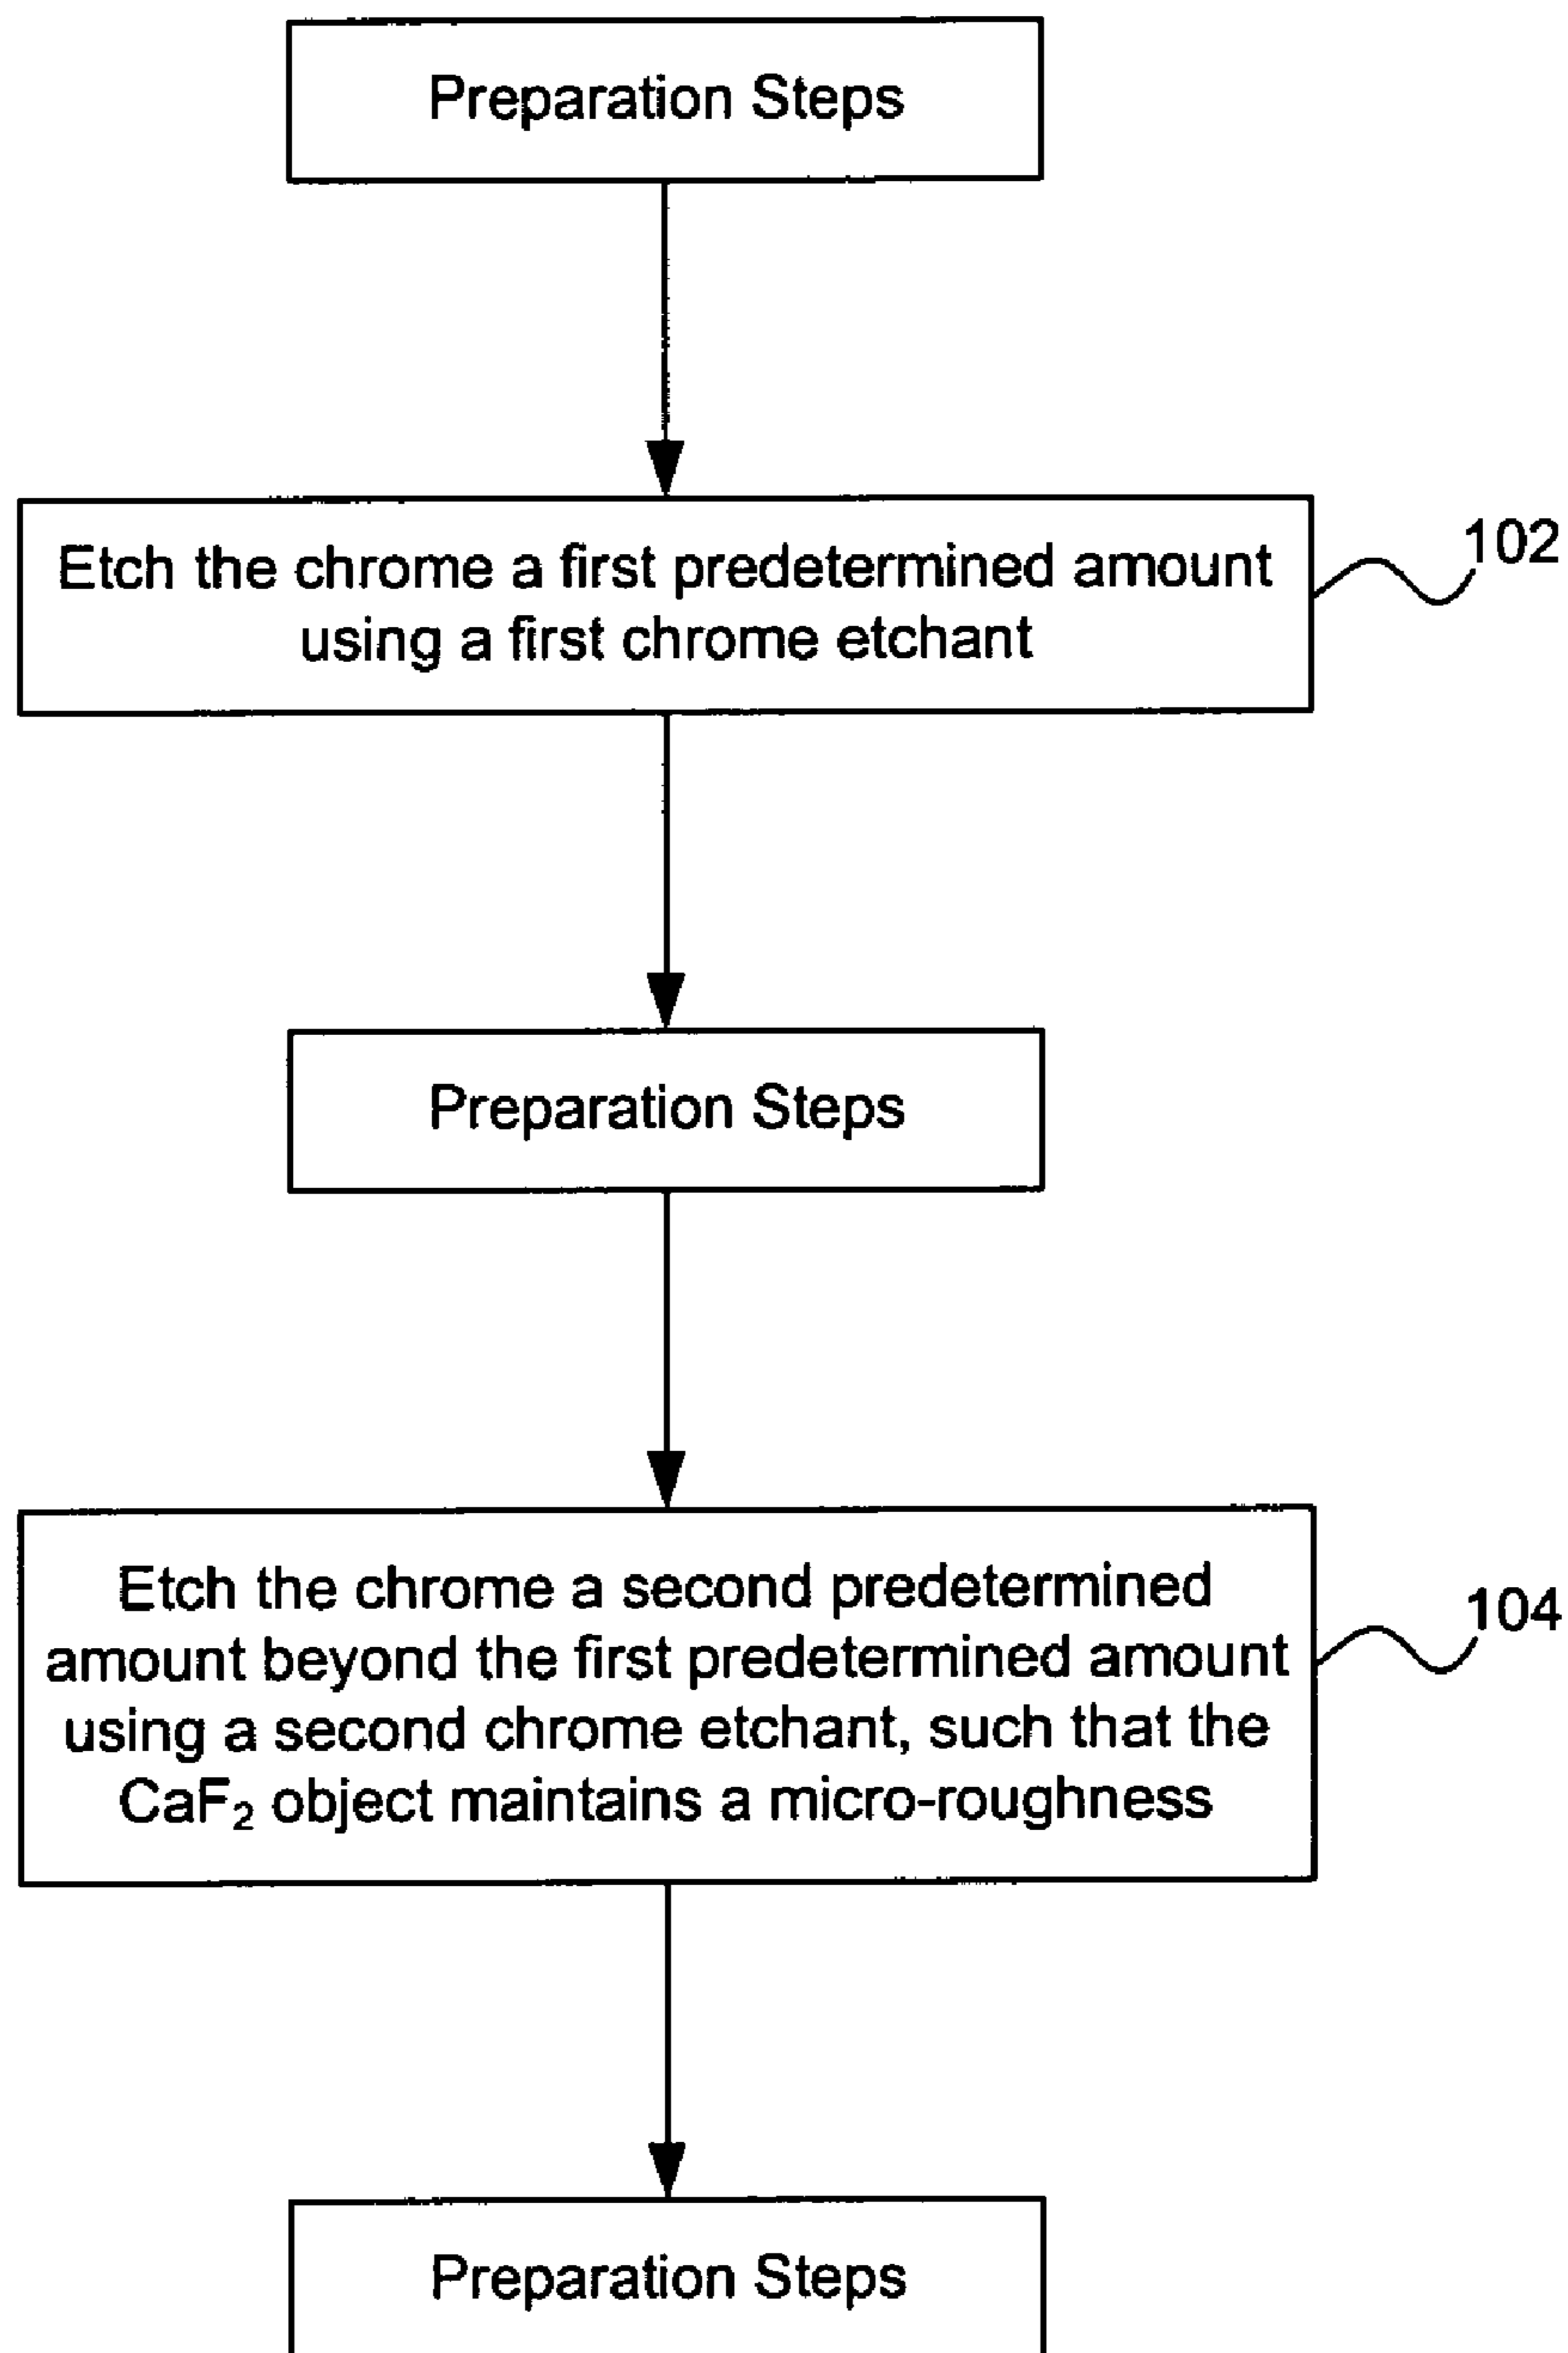 Preparation Steps
Etch the chrome a first predetermined amount
using a first chrome etchant
102
Preparation Steps
Etch the chrome a second predetermined
amount beyond the first predetermined amount
using a second chrome etchant, such that the
CaF₂ object maintains a micro-roughness
104
Preparation Steps